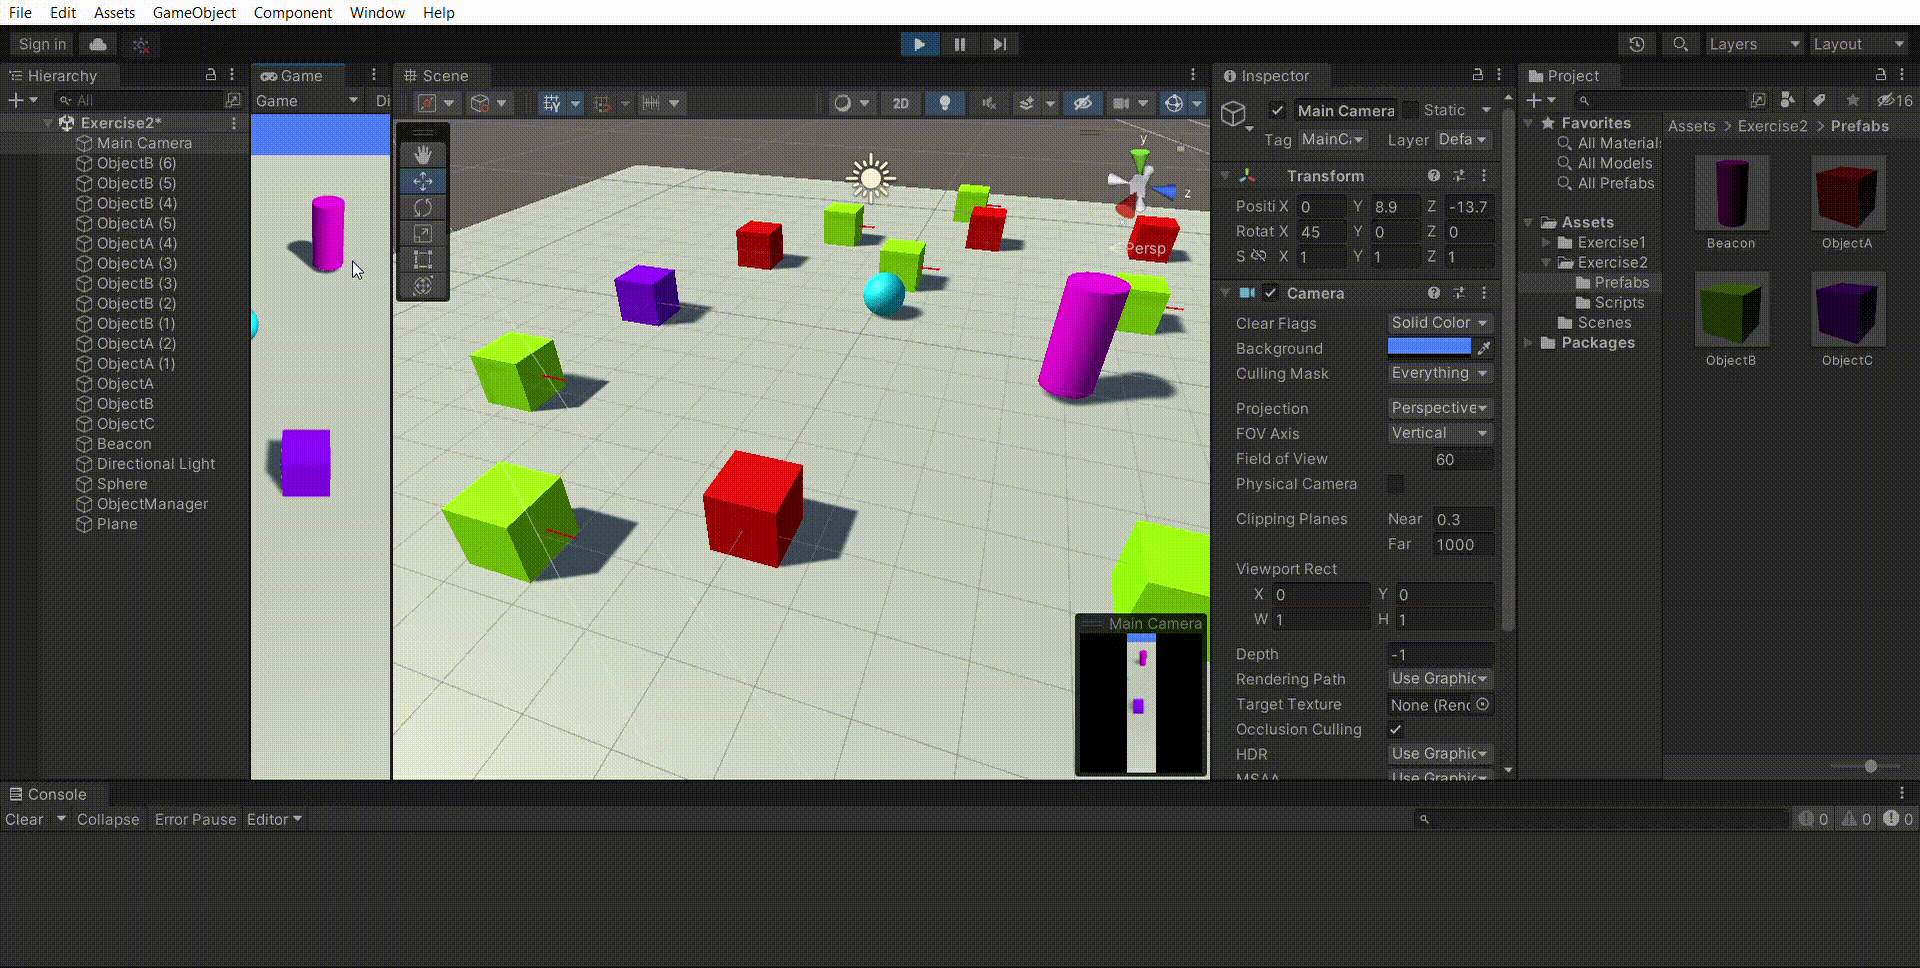 File Edit Assets GameObject Component Window Help
Sign in Layers Layout
Hierarchy
All
Exercise2*
Main Camera
ObjectB (6)
ObjectB (5)
ObjectB (4)
ObjectA (5)
ObjectA (4)
ObjectA (3)
ObjectB (3)
ObjectB (2)
ObjectB (1)
ObjectA (2)
ObjectA (1)
ObjectA
ObjectB
ObjectC
Beacon
Directional Light
Sphere
ObjectManager
Plane
Game
Game Di
Scene
2D
y
z
Persp
Main Camera
Inspector
Main Camera Static
Tag MainC Layer Defa
Transform
Positi X 0 Y 8.9 Z -13.7
Rotat X 45 Y 0 Z 0
S X 1 Y 1 Z 1
Camera
Clear Flags Solid Color
Background
Culling Mask Everything
Projection Perspective
FOV Axis Vertical
Field of View 60
Physical Camera
Clipping Planes Near 0.3
Far 1000
Viewport Rect
X 0 Y 0
W 1 H 1
Depth -1
Rendering Path Use Graphic
Target Texture None (Rend
Occlusion Culling
HDR Use Graphic
MSAA Use Graphic
Project
16
Favorites
All Material
All Models
All Prefabs
Assets
Exercise1
Exercise2
Prefabs
Scripts
Scenes
Packages
Assets > Exercise2 > Prefabs
Beacon ObjectA
ObjectB ObjectC
Console
Clear Collapse Error Pause Editor 0 0 0